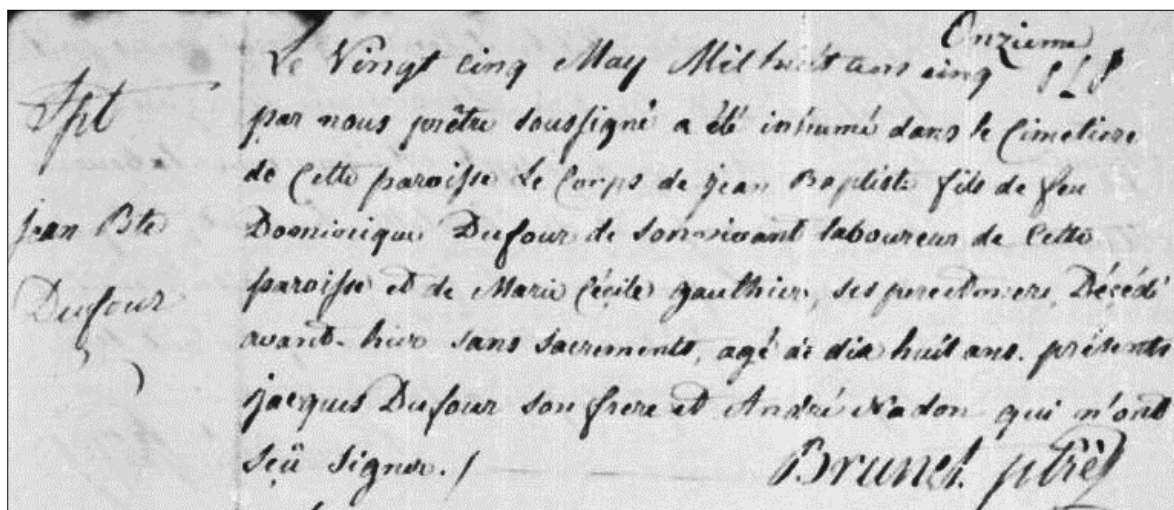 Onzieme
Le Vingt cinq May Mil huit cens cinq
par nous prêtre soussigné a été inhumé dans le Cimetiere
de Cette paroisse Le Corps de jean Baptiste fils de feu
Dominique Dufour de son vivant laboureur de Cette
paroisse et de Marie Cécile gauthier, ses pere et mere, Décédé
avant-hier sans sacrements, agé de dix huit ans. présents
jacques Dufour son frere et André Nadon qui n'ont
sçû signer. /
Brunet. ptre
Spt
jean Bte
Dufour